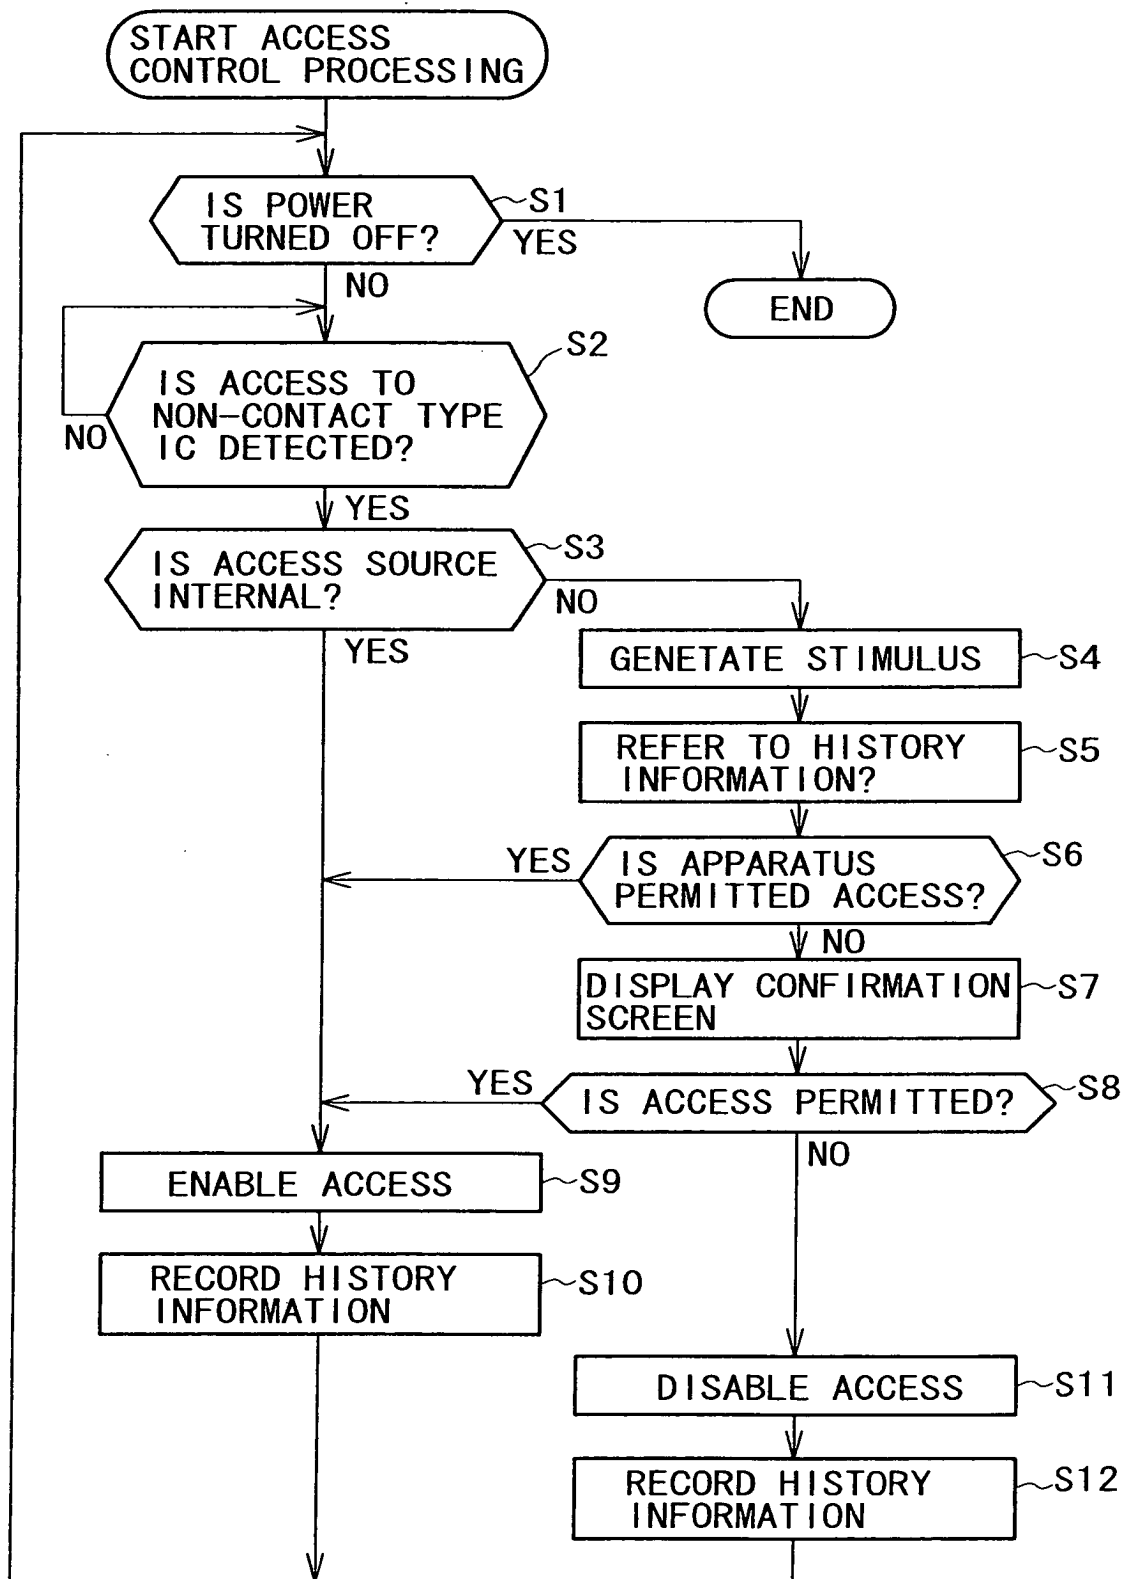 START ACCESS
CONTROL PROCESSING
IS POWER
TURNED OFF?
S1
YES
NO
END
S2
IS ACCESS TO
NON-CONTACT TYPE
IC DETECTED?
NO
YES
S3
IS ACCESS SOURCE
INTERNAL?
NO
YES
GENETATE STIMULUS
S4
REFER TO HISTORY
INFORMATION?
S5
YES
IS APPARATUS
PERMITTED ACCESS?
S6
NO
DISPLAY CONFIRMATION
SCREEN
S7
YES
IS ACCESS PERMITTED?
S8
NO
ENABLE ACCESS
S9
RECORD HISTORY
INFORMATION
S10
DISABLE ACCESS
S11
RECORD HISTORY
INFORMATION
S12